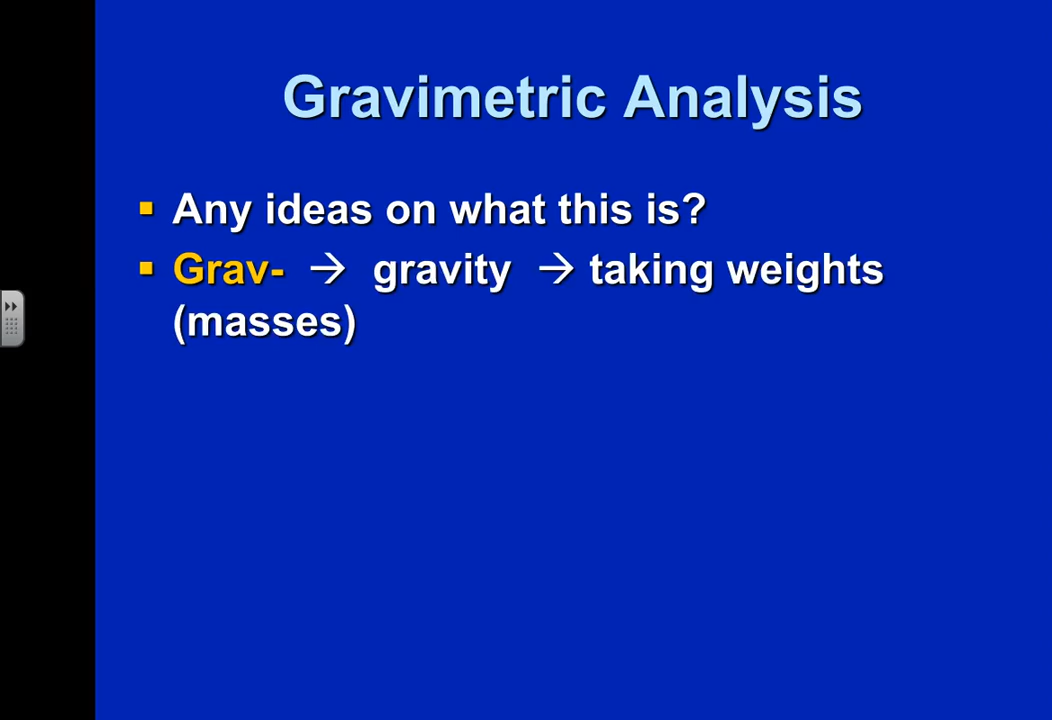 Gravimetric Analysis
▪ Any ideas on what this is?
▪ Grav- → gravity → taking weights
(masses)